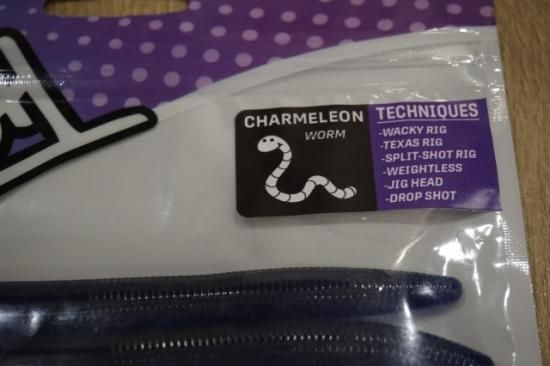 CHARMELEON
WORM
TECHNIQUES
-WACKY RIG
-TEXAS RIG
-SPLIT-SHOT RIG
-WEIGHTLESS
-JIG HEAD
-DROP SHOT